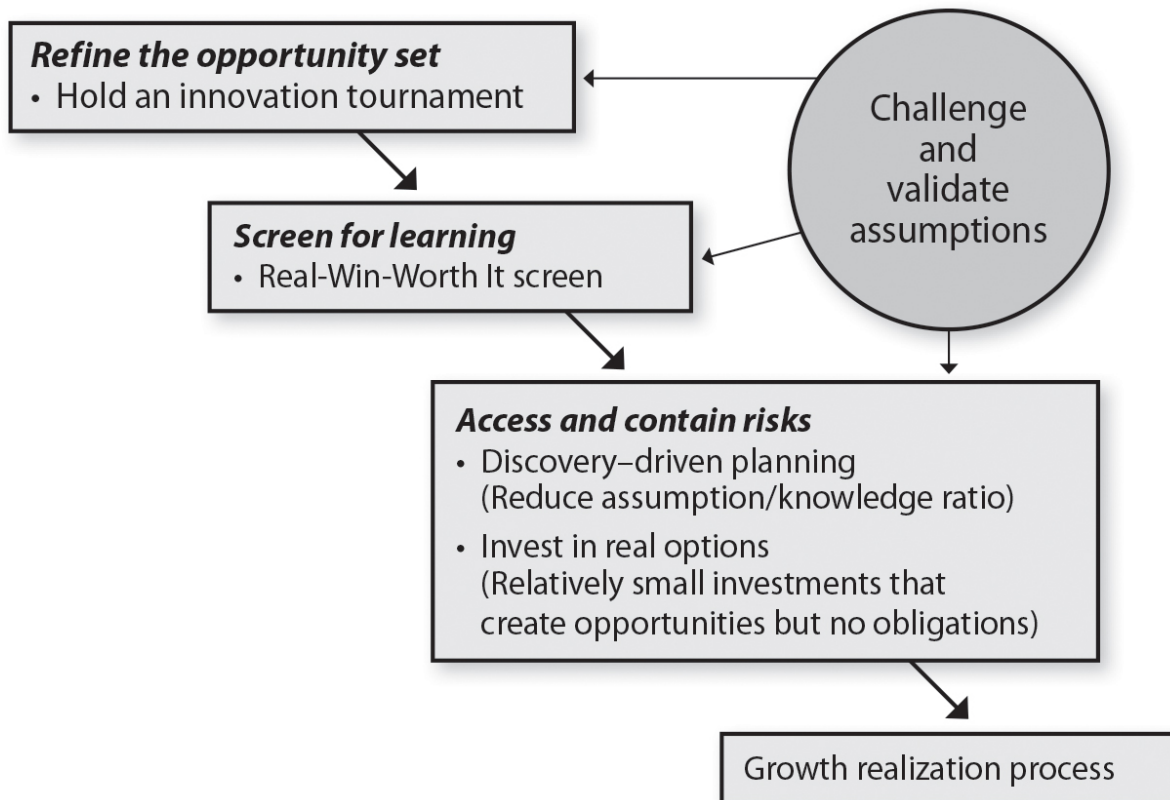 Refine the opportunity set
• Hold an innovation tournament
Challenge
and
validate
assumptions
Screen for learning
• Real-Win-Worth It screen
Access and contain risks
• Discovery–driven planning
(Reduce assumption/knowledge ratio)
• Invest in real options
(Relatively small investments that
create opportunities but no obligations)
Growth realization process